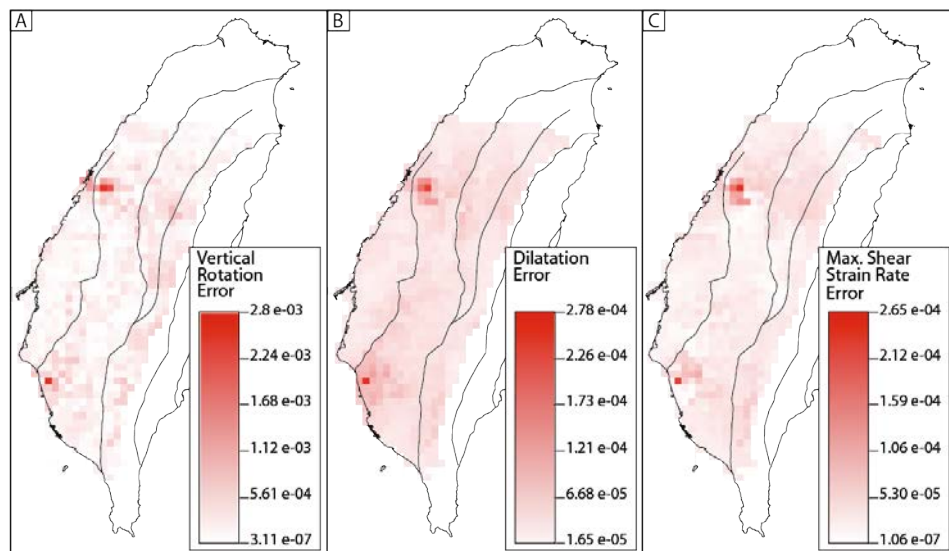 A
Vertical
Rotation
Error
2.8 e-03
2.24 e-03
1.68 e-03
1.12 e-03
5.61 e-04
3.11 e-07
B
Dilatation
Error
2.78 e-04
2.26 e-04
1.73 e-04
1.21 e-04
6.68 e-05
1.65 e-05
C
Max. Shear
Strain Rate
Error
2.65 e-04
2.12 e-04
1.59 e-04
1.06 e-04
5.30 e-05
1.06 e-07